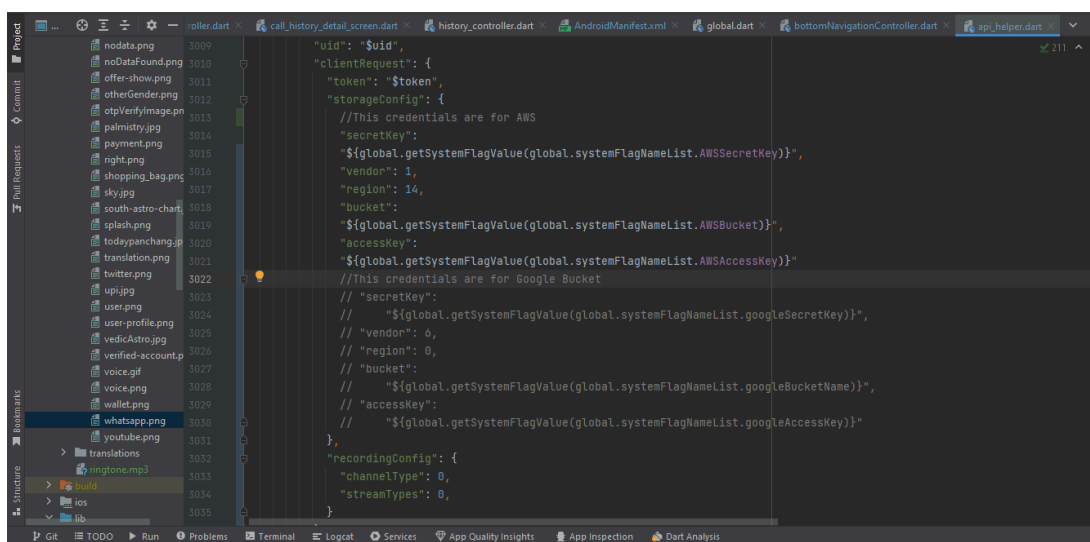 Project
...
roller.dart
call_history_detail_screen.dart
history_controller.dart
AndroidManifest.xml
global.dart
bottomNavigationController.dart
api_helper.dart
211
Commit
Pull Requests
Bookmarks
Structure
nodata.png
noDataFound.png
offer-show.png
otherGender.png
otpVerifyImage.pn
palmistry.jpg
payment.png
right.png
shopping_bag.png
sky.jpg
south-astro-chart.
splash.png
todaypanchang.jp
translation.png
twitter.png
upi.jpg
user.png
user-profile.png
vedicAstro.jpg
verified-account.p
voice.gif
voice.png
wallet.png
whatsapp.png
youtube.png
translations
ringtone.mp3
build
ios
lib
3009 "uid": "$uid",
3010 "clientRequest": {
3011 "token": "$token",
3012 "storageConfig": {
3013 //This credentials are for AWS
3014 "secretKey":
3015 "${global.getSystemFlagValue(global.systemFlagNameList.AWSSecretKey)}",
3016 "vendor": 1,
3017 "region": 14,
3018 "bucket":
3019 "${global.getSystemFlagValue(global.systemFlagNameList.AWSBucket)}",
3020 "accessKey":
3021 "${global.getSystemFlagValue(global.systemFlagNameList.AWSAccessKey)}"
3022 //This credentials are for Google Bucket
3023 // "secretKey":
3024 // "${global.getSystemFlagValue(global.systemFlagNameList.googleSecretKey)}",
3025 // "vendor": 6,
3026 // "region": 0,
3027 // "bucket":
3028 // "${global.getSystemFlagValue(global.systemFlagNameList.googleBucketName)}",
3029 // "accessKey":
3030 // "${global.getSystemFlagValue(global.systemFlagNameList.googleAccessKey)}"
3031 },
3032 "recordingConfig": {
3033 "channelType": 0,
3034 "streamTypes": 0,
3035 }
Git TODO Run Problems Terminal Logcat Services App Quality Insights App Inspection Dart Analysis